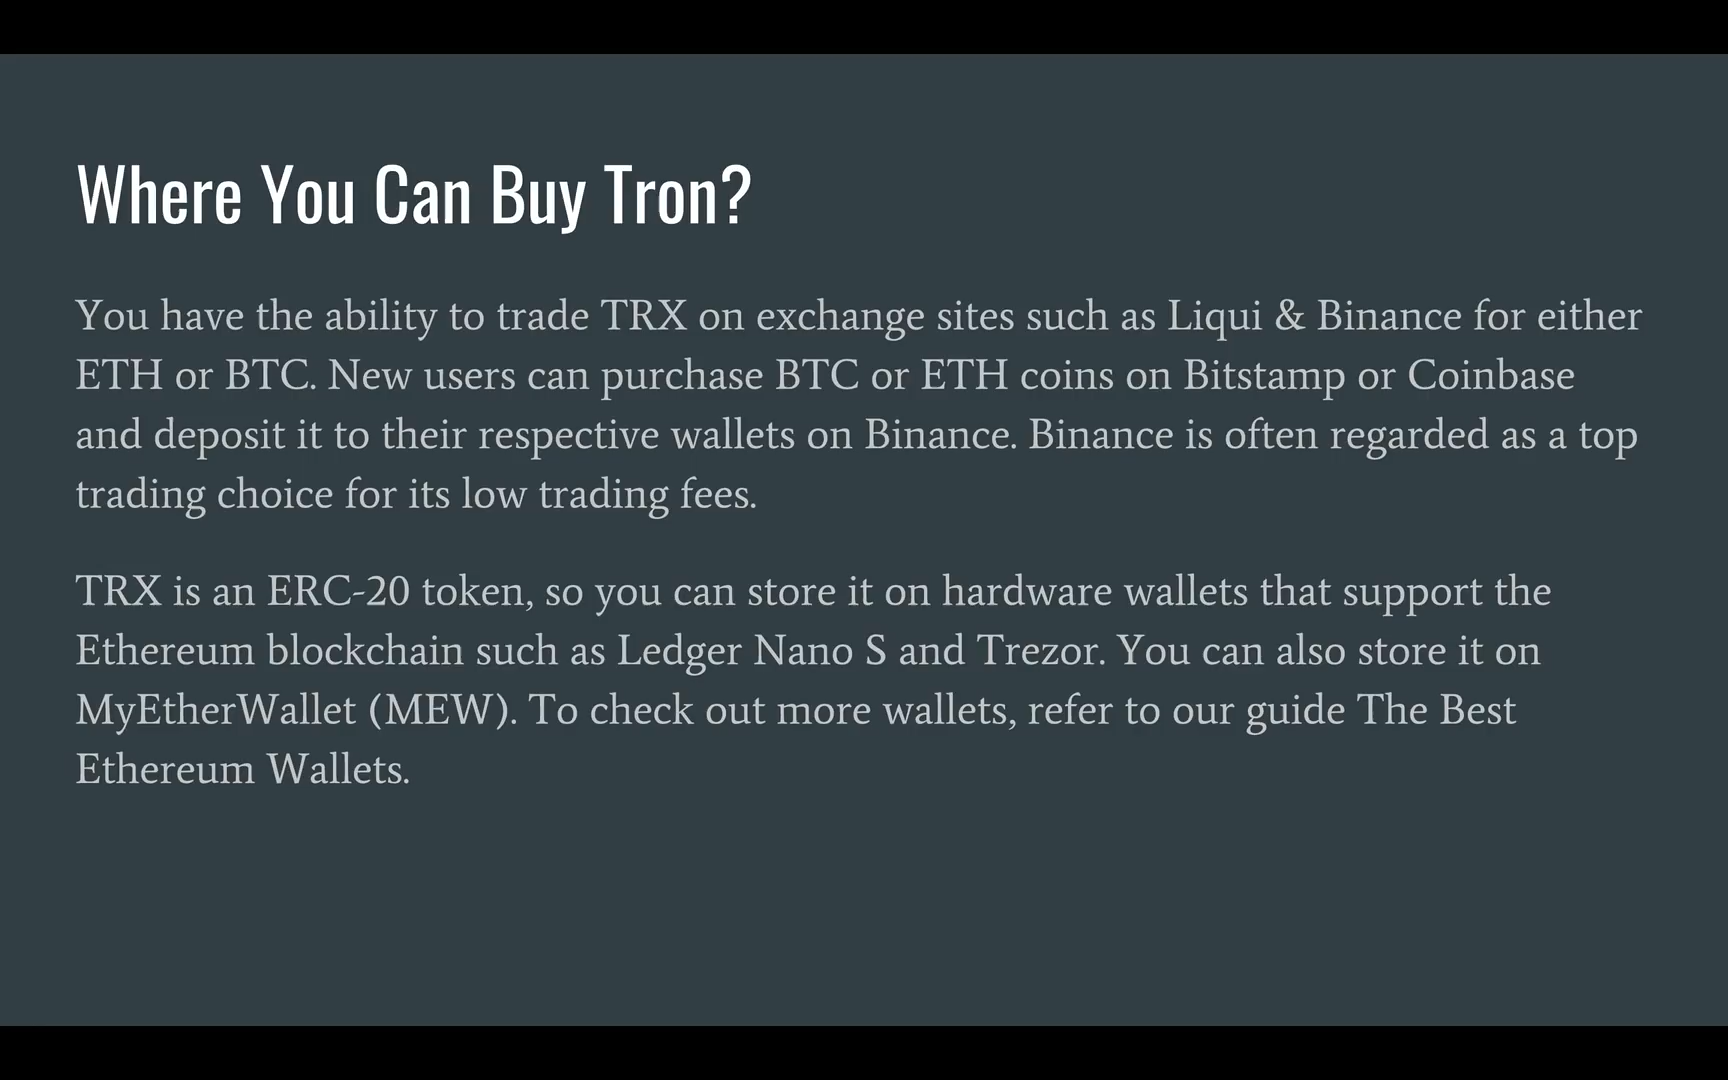 Where You Can Buy Tron?
You have the ability to trade TRX on exchange sites such as Liqui & Binance for either
ETH or BTC. New users can purchase BTC or ETH coins on Bitstamp or Coinbase
and deposit it to their respective wallets on Binance. Binance is often regarded as a top
trading choice for its low trading fees.
TRX is an ERC-20 token, so you can store it on hardware wallets that support the
Ethereum blockchain such as Ledger Nano S and Trezor. You can also store it on
MyEtherWallet (MEW). To check out more wallets, refer to our guide The Best
Ethereum Wallets.